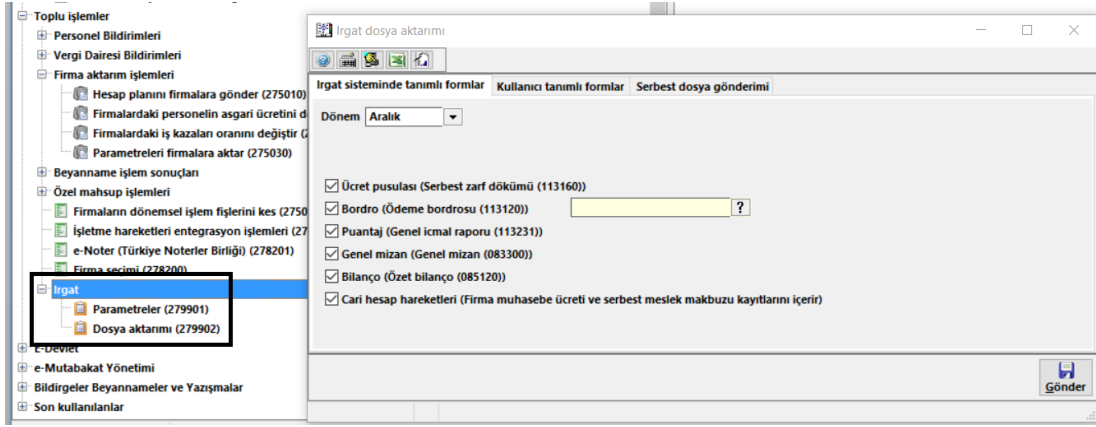 Toplu işlemler
Personel Bildirimleri
Vergi Dairesi Bildirimleri
Firma aktarım işlemleri
Hesap planını firmalara gönder (275010)
Firmalardaki personelin asgari ücretini d
Firmalardaki iş kazaları oranını değiştir (2
Parametreleri firmalara aktar (275030)
Beyanname işlem sonuçları
Özel mahsup işlemleri
Firmaların dönemsel işlem fişlerini kes (2750
İşletme hareketleri entegrasyon işlemleri (27
e-Noter (Türkiye Noterler Birliği) (278201)
Firma seçimi (278200)
Irgat
Parametreler (279901)
Dosya aktarımı (279902)
E-Devlet
e-Mutabakat Yönetimi
Bildirgeler Beyannameler ve Yazışmalar
Son kullanılanlar
Irgat dosya aktarımı
Irgat sisteminde tanımlı formlar Kullanıcı tanımlı formlar Serbest dosya gönderimi
Dönem Aralık
Ücret pusulası (Serbest zarf dökümü (113160))
Bordro (Ödeme bordrosu (113120)) ?
Puantaj (Genel icmal raporu (113231))
Genel mizan (Genel mizan (083300))
Bilanço (Özet bilanço (085120))
Cari hesap hareketleri (Firma muhasebe ücreti ve serbest meslek makbuzu kayıtlarını içerir)
Gönder